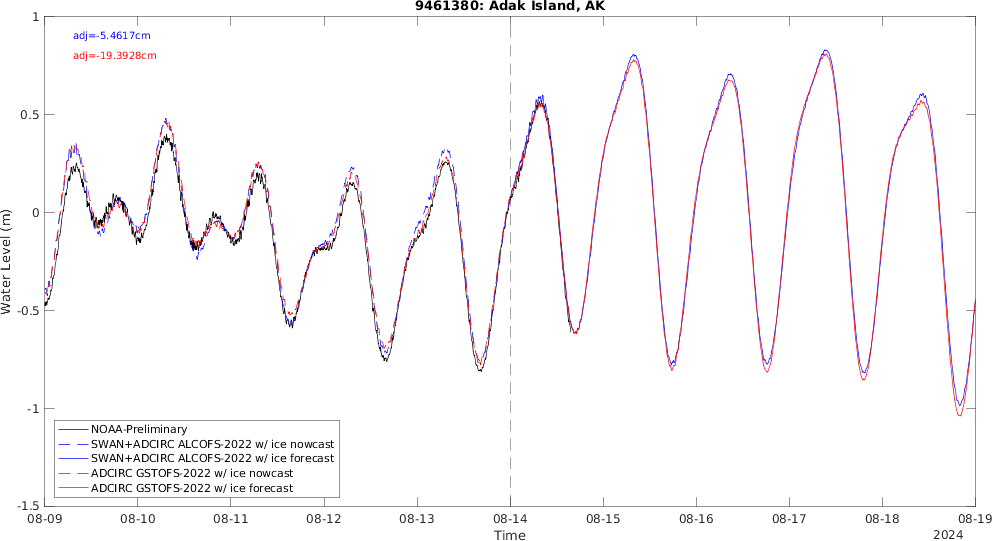 9461380: Adak Island, AK
adj=-5.4617cm
adj=-19.3928cm
Water Level (m)
1
0.5
0
-0.5
-1
-1.5
NOAA-Preliminary
SWAN+ADCIRC ALCOFS-2022 w/ ice nowcast
SWAN+ADCIRC ALCOFS-2022 w/ ice forecast
ADCIRC GSTOFS-2022 w/ ice nowcast
ADCIRC GSTOFS-2022 w/ ice forecast
08-09 08-10 08-11 08-12 08-13 08-14 08-15 08-16 08-17 08-18 08-19
Time
2024